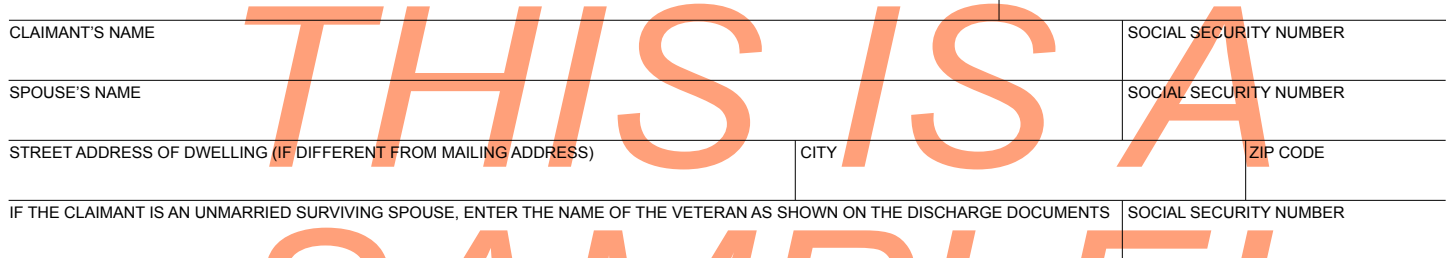 THIS IS A
CLAIMANT'S NAME SOCIAL SECURITY NUMBER
SPOUSE'S NAME SOCIAL SECURITY NUMBER
STREET ADDRESS OF DWELLING (IF DIFFERENT FROM MAILING ADDRESS) CITY ZIP CODE
IF THE CLAIMANT IS AN UNMARRIED SURVIVING SPOUSE, ENTER THE NAME OF THE VETERAN AS SHOWN ON THE DISCHARGE DOCUMENTS SOCIAL SECURITY NUMBER